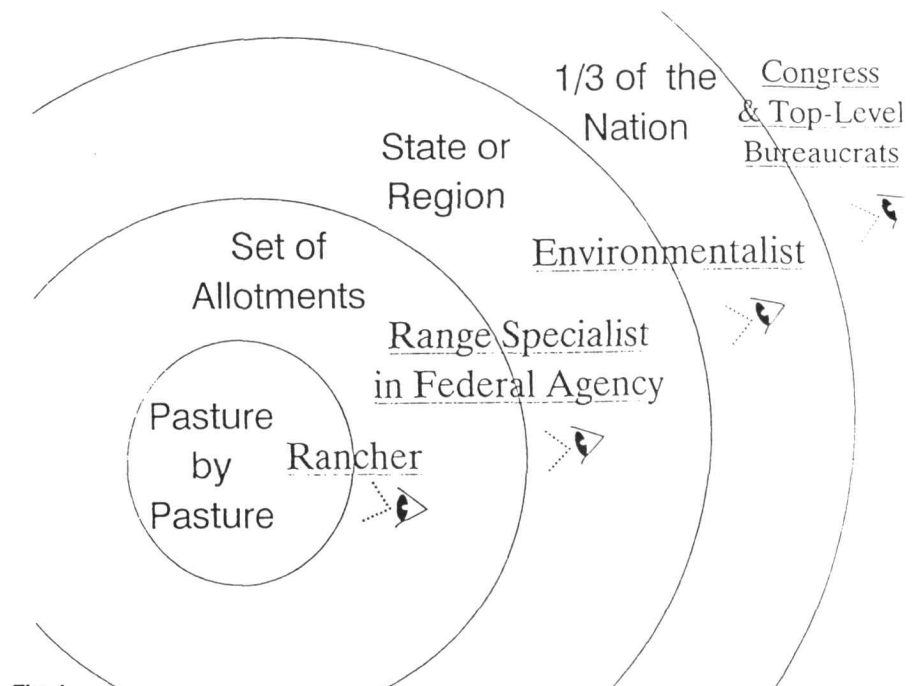 1/3 of the
Nation
Congress
& Top-Level
Bureaucrats
State or
Region
Environmentalist
Set of
Allotments
Range Specialist
in Federal Agency
Pasture
by
Pasture
Rancher